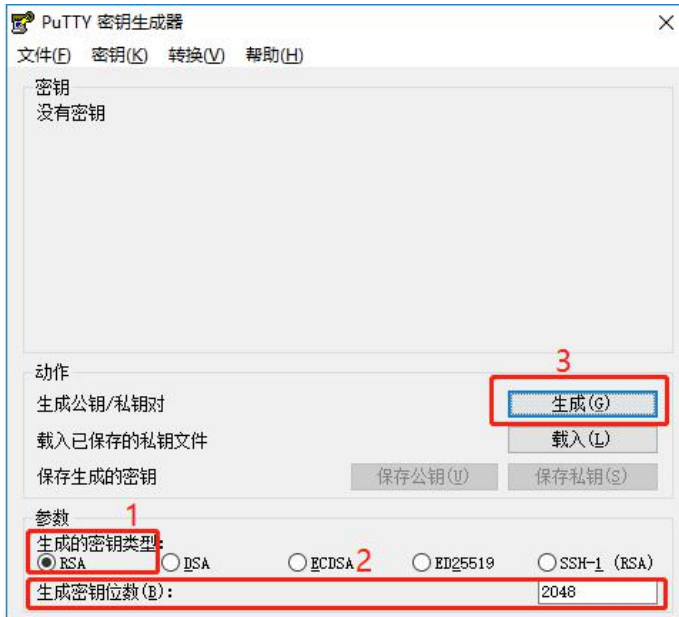 PuTTY 密钥生成器
文件(F) 密钥(K) 转换(V) 帮助(H)
密钥
没有密钥
3
动作
生成公钥/私钥对 生成(G)
载入已保存的私钥文件 载入(L)
保存生成的密钥 保存公钥(U) 保存私钥(S)
参数 1
生成的密钥类型:
RSA DSA ECDSA 2 ED25519 SSH-1 (RSA)
生成密钥位数(B): 2048